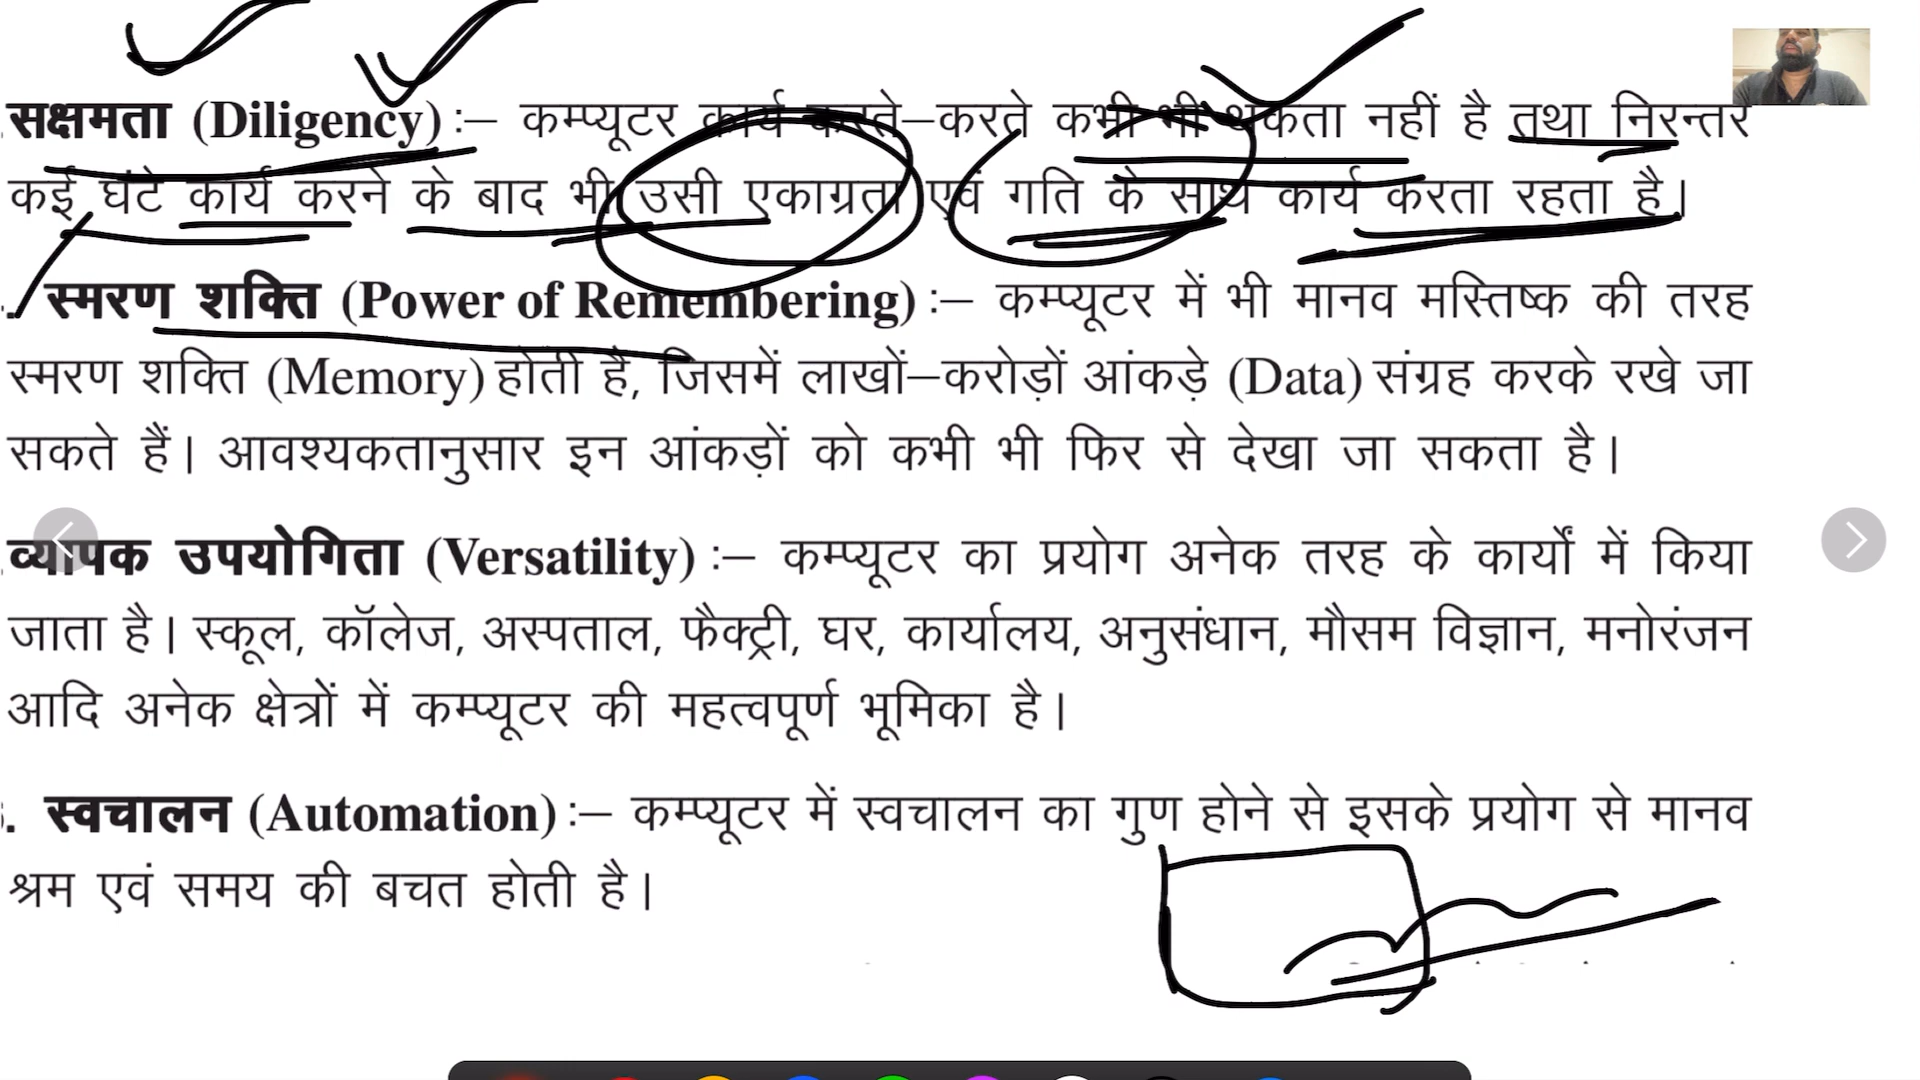 सक्षमता (Diligency) :– कम्प्यूटर कार्य करते–करते कभी भी थकता नहीं है तथा निरन्तर
कई घंटे कार्य करने के बाद भी उसी एकाग्रता एवं गति के साथ कार्य करता रहता है।
स्मरण शक्ति (Power of Remembering) :– कम्प्यूटर में भी मानव मस्तिष्क की तरह
स्मरण शक्ति (Memory) होती है, जिसमें लाखों–करोड़ों आंकड़े (Data) संग्रह करके रखे जा
सकते हैं। आवश्यकतानुसार इन आंकड़ों को कभी भी फिर से देखा जा सकता है।
व्यापक उपयोगिता (Versatility) :– कम्प्यूटर का प्रयोग अनेक तरह के कार्यों में किया
जाता है। स्कूल, कॉलेज, अस्पताल, फैक्ट्री, घर, कार्यालय, अनुसंधान, मौसम विज्ञान, मनोरंजन
आदि अनेक क्षेत्रों में कम्प्यूटर की महत्वपूर्ण भूमिका है।
स्वचालन (Automation) :– कम्प्यूटर में स्वचालन का गुण होने से इसके प्रयोग से मानव
श्रम एवं समय की बचत होती है।